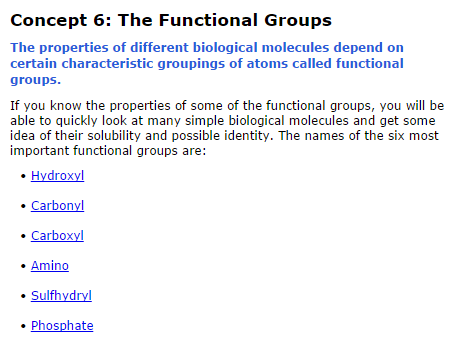 Concept 6: The Functional Groups
The properties of different biological molecules depend on
certain characteristic groupings of atoms called functional
groups.
If you know the properties of some of the functional groups, you will be
able to quickly look at many simple biological molecules and get some
idea of their solubility and possible identity. The names of the six most
important functional groups are:
• Hydroxyl
• Carbonyl
• Carboxyl
• Amino
• Sulfhydryl
• Phosphate